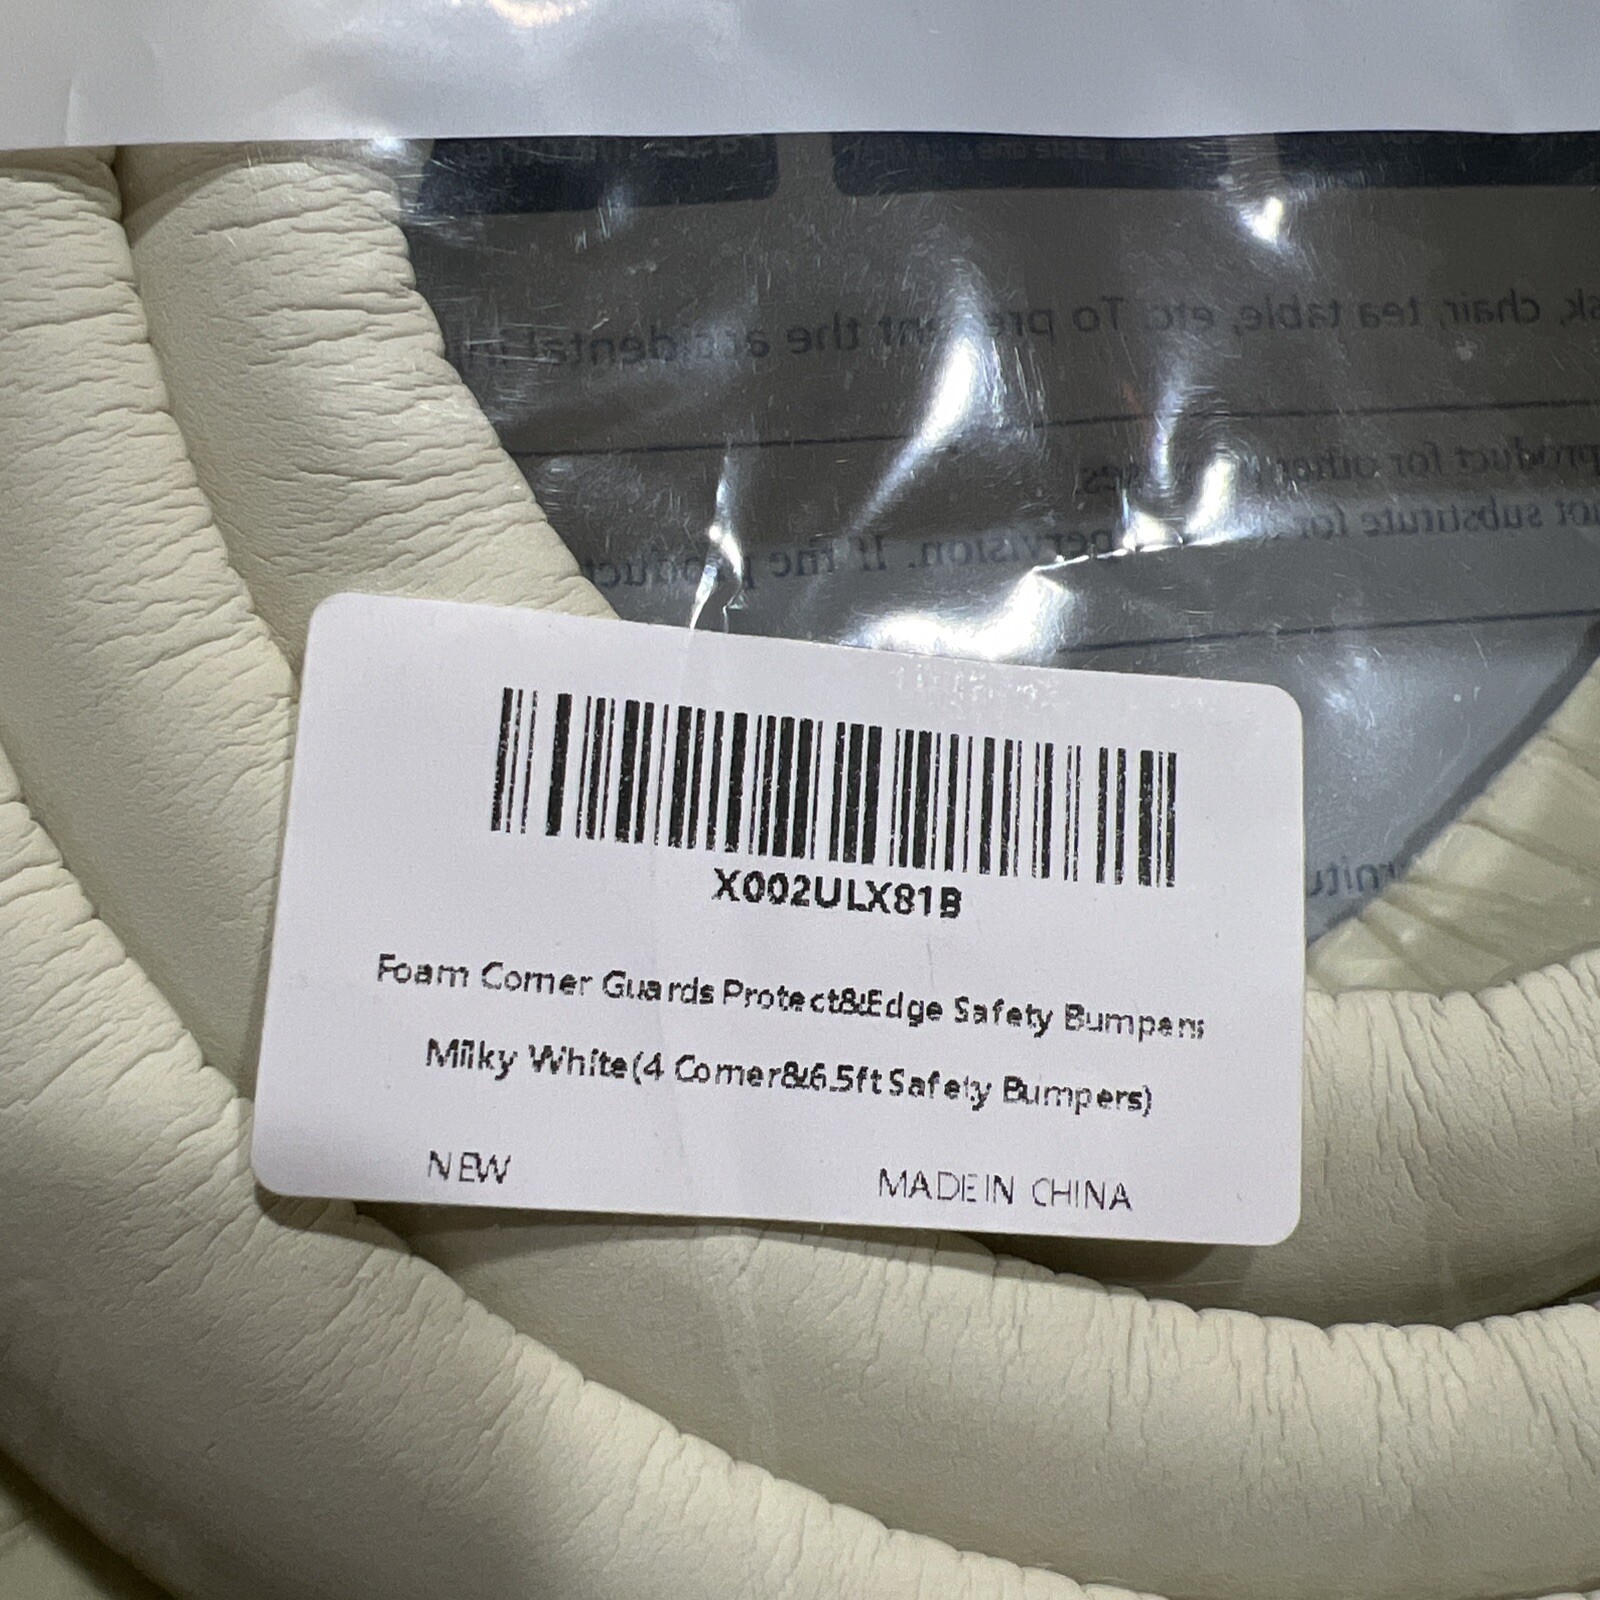 sk, chair, tea table, etc. To prevent the accidental
product for other
not substitute for
If the product
X002ULX81B
Foam Corner Guards Protect&Edge Safety Bumpers
Milky White(4 Corner&6.5ft Safety Bumpers)
NEW
MADE IN CHINA